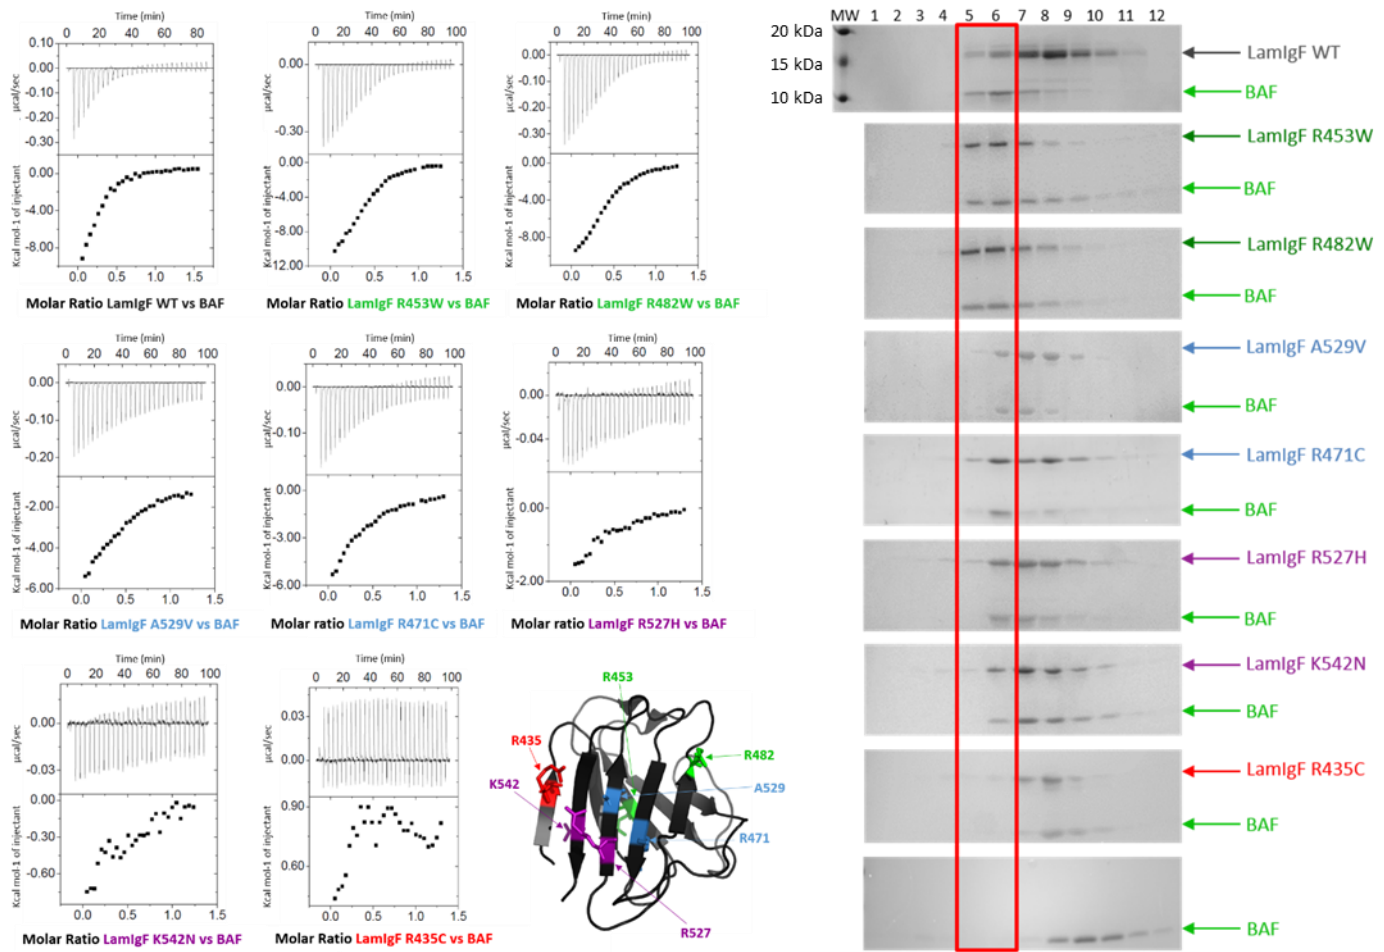 Time (min)
0 20 40 60 80
0.10
0.00
-0.10
-0.20
-0.30
µcal/sec
0.00
-4.00
-8.00
Kcal mol-1 of injectant
0.0 0.5 1.0 1.5
Molar Ratio LamIgF WT vs BAF
Time (min)
0 20 40 60 80 100
0.00
-0.30
µcal/sec
0.00
-4.00
-8.00
-12.00
Kcal mol-1 of injectant
0.0 0.5 1.0 1.5
Molar Ratio LamIgF R453W vs BAF
Time (min)
0 20 40 60 80 100
0.00
-0.10
-0.20
-0.30
µcal/sec
0.00
-4.00
-8.00
Kcal mol-1 of injectant
0.0 0.5 1.0 1.5
Molar Ratio LamIgF R482W vs BAF
Time (min)
0 20 40 60 80 100
0.00
-0.10
-0.20
µcal/sec
-2.00
-4.00
-6.00
Kcal mol-1 of injectant
0.0 0.5 1.0 1.5
Molar Ratio LamIgF A529V vs BAF
Time (min)
0 20 40 60 80 100
0.00
-0.10
µcal/sec
0.00
-3.00
-6.00
Kcal mol-1 of injectant
0.0 0.5 1.0 1.5
Molar Ratio LamIgF R471C vs BAF
Time (min)
0 20 40 60 80 100
0.00
-0.04
µcal/sec
0.00
-2.00
Kcal mol-1 of injectant
0.0 0.5 1.0 1.5
Molar ratio LamIgF R527H vs BAF
Time (min)
0 20 40 60 80 100
0.00
-0.03
µcal/sec
0.00
-0.30
-0.60
Kcal mol-1 of injectant
0.0 0.5 1.0 1.5
Molar Ratio LamIgF K542N vs BAF
Time (min)
0 20 40 60 80 100
0.03
0.00
µcal/sec
0.90
0.60
Kcal mol-1 of injectant
0.0 0.5 1.0 1.5
Molar Ratio LamIgF R435C vs BAF
R453
R435
R482
K542
A529
R471
R527
MW 1 2 3 4 5 6 7 8 9 10 11 12
20 kDa
15 kDa
10 kDa
LamIgF WT
BAF
LamIgF R453W
BAF
LamIgF R482W
BAF
LamIgF A529V
BAF
LamIgF R471C
BAF
LamIgF R527H
BAF
LamIgF K542N
BAF
LamIgF R435C
BAF
BAF